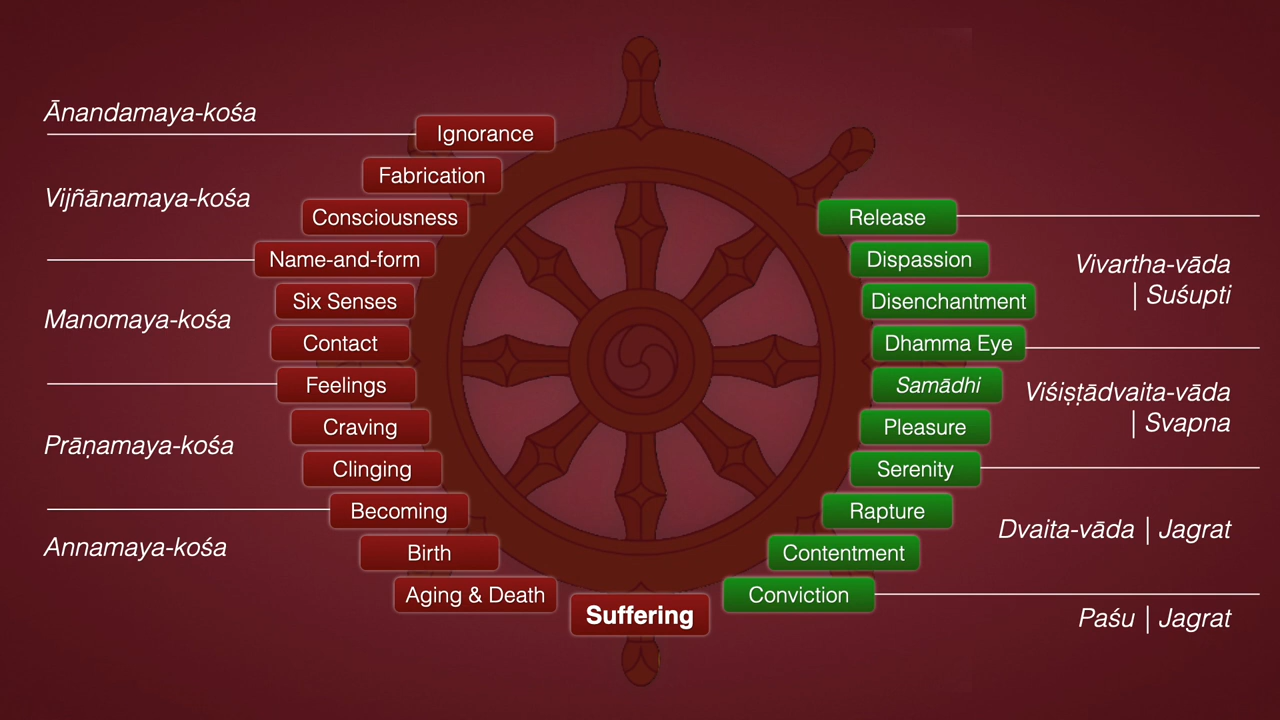 Ānandamaya-kośa
Ignorance
Fabrication
Vijñānamaya-kośa
Consciousness
Name-and-form
Six Senses
Manomaya-kośa
Contact
Feelings
Craving
Prāṇamaya-kośa
Clinging
Becoming
Annamaya-kośa
Birth
Aging & Death
Suffering
Release
Dispassion
Vivartha-vāda
| Suśupti
Disenchantment
Dhamma Eye
Samādhi
Viśiṣṭādvaita-vāda
| Svapna
Pleasure
Serenity
Rapture
Dvaita-vāda | Jagrat
Contentment
Conviction
Paśu | Jagrat